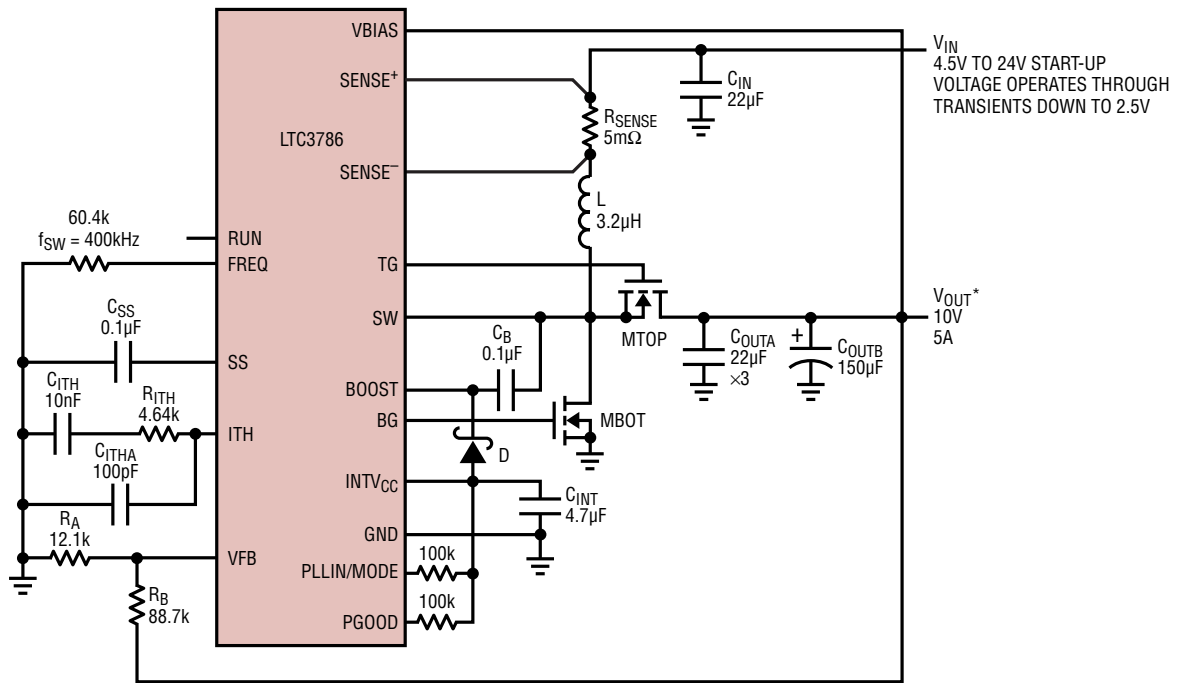 VBIAS
SENSE+
LTC3786
SENSE−
RUN
FREQ
TG
SW
SS
BOOST
BG
ITH
INTVCC
GND
VFB
PLLIN/MODE
PGOOD
VIN
4.5V TO 24V START-UP
VOLTAGE OPERATES THROUGH
TRANSIENTS DOWN TO 2.5V
CIN
22µF
RSENSE
5mΩ
L
3.2µH
60.4k
fSW = 400kHz
CSS
0.1µF
CITH
10nF
RITH
4.64k
CITHA
100pF
RA
12.1k
RB
88.7k
MTOP
VOUT*
10V
5A
COUTA
22µF
×3
+
COUTB
150µF
CB
0.1µF
MBOT
D
CINT
4.7µF
100k
100k